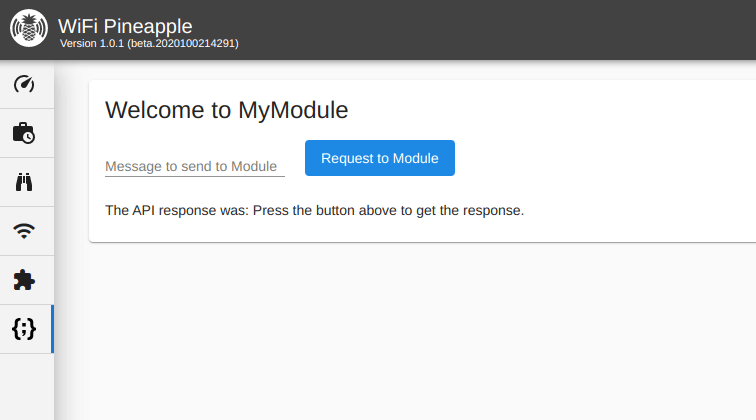 WiFi Pineapple
Version 1.0.1 (beta.2020100214291)
Welcome to MyModule
Message to send to Module
Request to Module
The API response was: Press the button above to get the response.